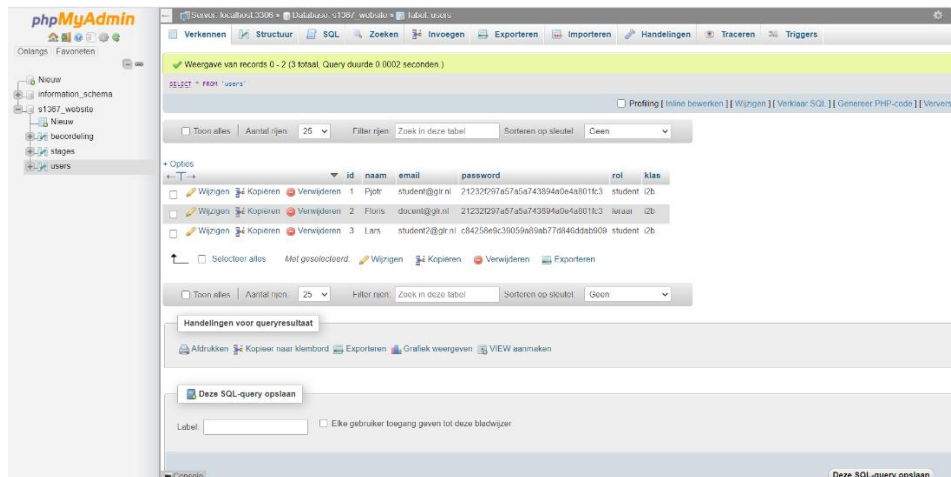 phpMyAdmin
Onlangs Favorieten
Nieuw
information_schema
s1367_website
Nieuw
beoordeling
stages
users
Server: localhost:3306 » Database: s1367_website » Tabel: users
Verkennen Structuur SQL Zoeken Invoegen Exporteren Importeren Handelingen Traceren Triggers
Weergave van records 0 - 2 (3 totaal, Query duurde 0.0002 seconden.)
SELECT * FROM `users`
Profiling [ Inline bewerken ] [ Wijzigen ] [ Verklaar SQL ] [ Genereer PHP-code ] [ Ververs
Toon alles Aantal rijen: 25 Filter rijen: Zoek in deze tabel Sorteren op sleutel: Geen
+ Opties
id naam email password rol klas
Wijzigen Kopiëren Verwijderen 1 Pjotr student@glr.nl 21232f297a57a5a743894a0e4a801fc3 student i2b
Wijzigen Kopiëren Verwijderen 2 Floris docent@glr.nl 21232f297a57a5a743894a0e4a801fc3 leraar i2b
Wijzigen Kopiëren Verwijderen 3 Lars student2@glr.nl student i2b
Selecteer alles Met geselecteerd: Wijzigen Kopiëren Verwijderen Exporteren
Toon alles Aantal rijen: 25 Filter rijen: Zoek in deze tabel Sorteren op sleutel: Geen
Handelingen voor queryresultaat
Afdrukken Kopieer naar klembord Exporteren Grafiek weergeven VIEW aanmaken
Deze SQL-query opslaan
Label: Elke gebruiker toegang geven tot deze bladwijzer
Console Deze SQL-query opslaan